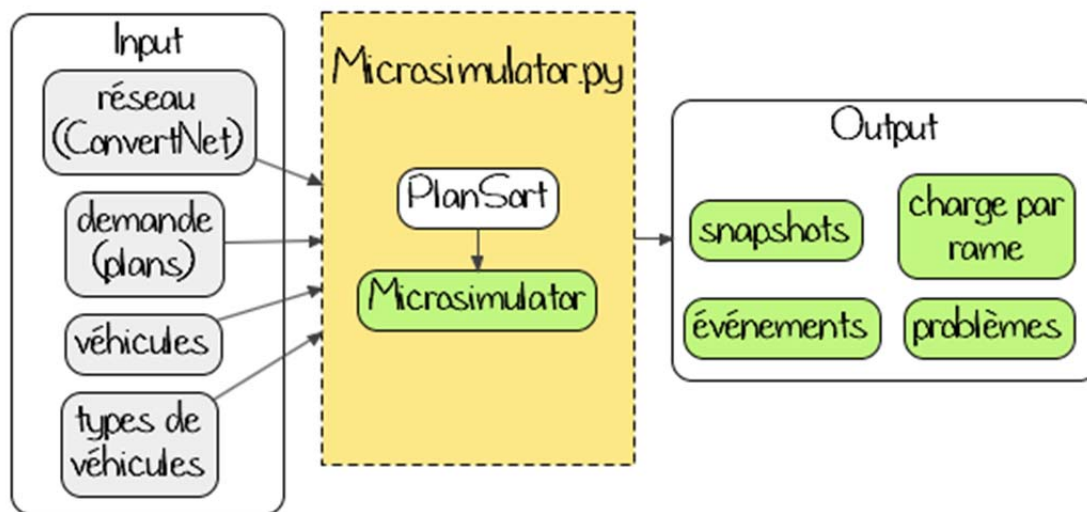 Input
réseau
(ConvertNet)
demande
(plans)
véhicules
types de
véhicules
Microsimulator.py
PlanSort
Microsimulator
Output
snapshots
charge par
rame
événements
problèmes